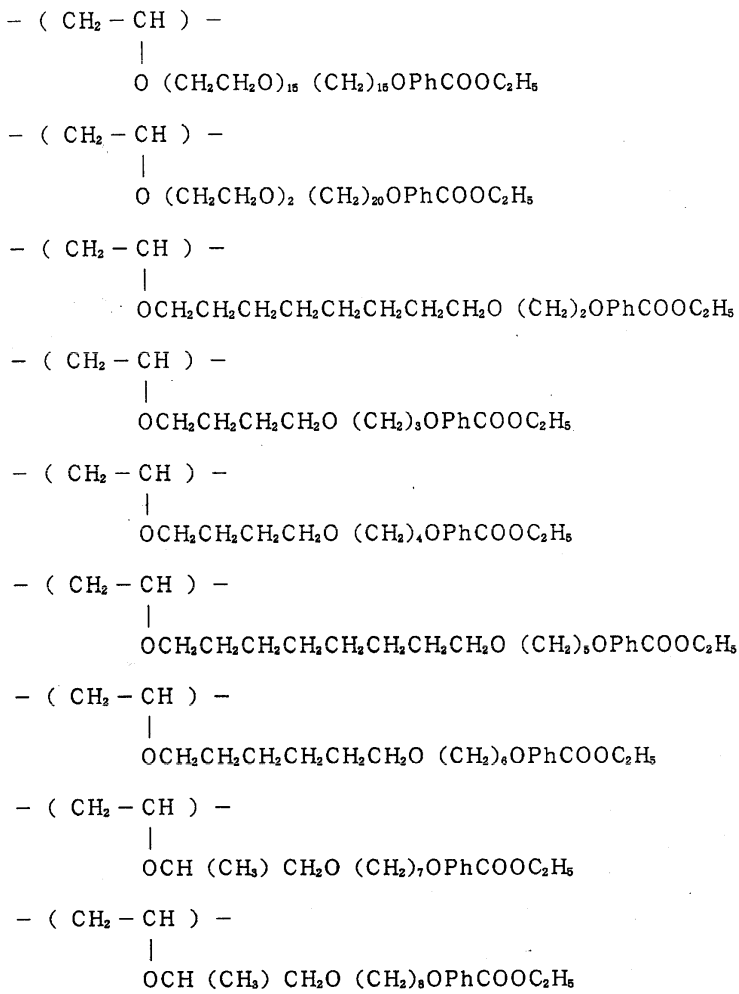 – ( CH₂ – CH ) –
|
O (CH₂CH₂O)₁₅ (CH₂)₁₅OPhCOOC₂H₅
– ( CH₂ – CH ) –
|
O (CH₂CH₂O)₂ (CH₂)₂₀OPhCOOC₂H₅
– ( CH₂ – CH ) –
|
OCH₂CH₂CH₂CH₂CH₂CH₂CH₂CH₂O (CH₂)₂OPhCOOC₂H₅
– ( CH₂ – CH ) –
|
OCH₂CH₂CH₂CH₂O (CH₂)₃OPhCOOC₂H₅
– ( CH₂ – CH ) –
|
OCH₂CH₂CH₂CH₂O (CH₂)₄OPhCOOC₂H₅
– ( CH₂ – CH ) –
|
OCH₂CH₂CH₂CH₂CH₂CH₂CH₂CH₂O (CH₂)₅OPhCOOC₂H₅
– ( CH₂ – CH ) –
|
OCH₂CH₂CH₂CH₂CH₂CH₂O (CH₂)₆OPhCOOC₂H₅
– ( CH₂ – CH ) –
|
OCH (CH₃) CH₂O (CH₂)₇OPhCOOC₂H₅
– ( CH₂ – CH ) –
|
OCH (CH₃) CH₂O (CH₂)₈OPhCOOC₂H₅